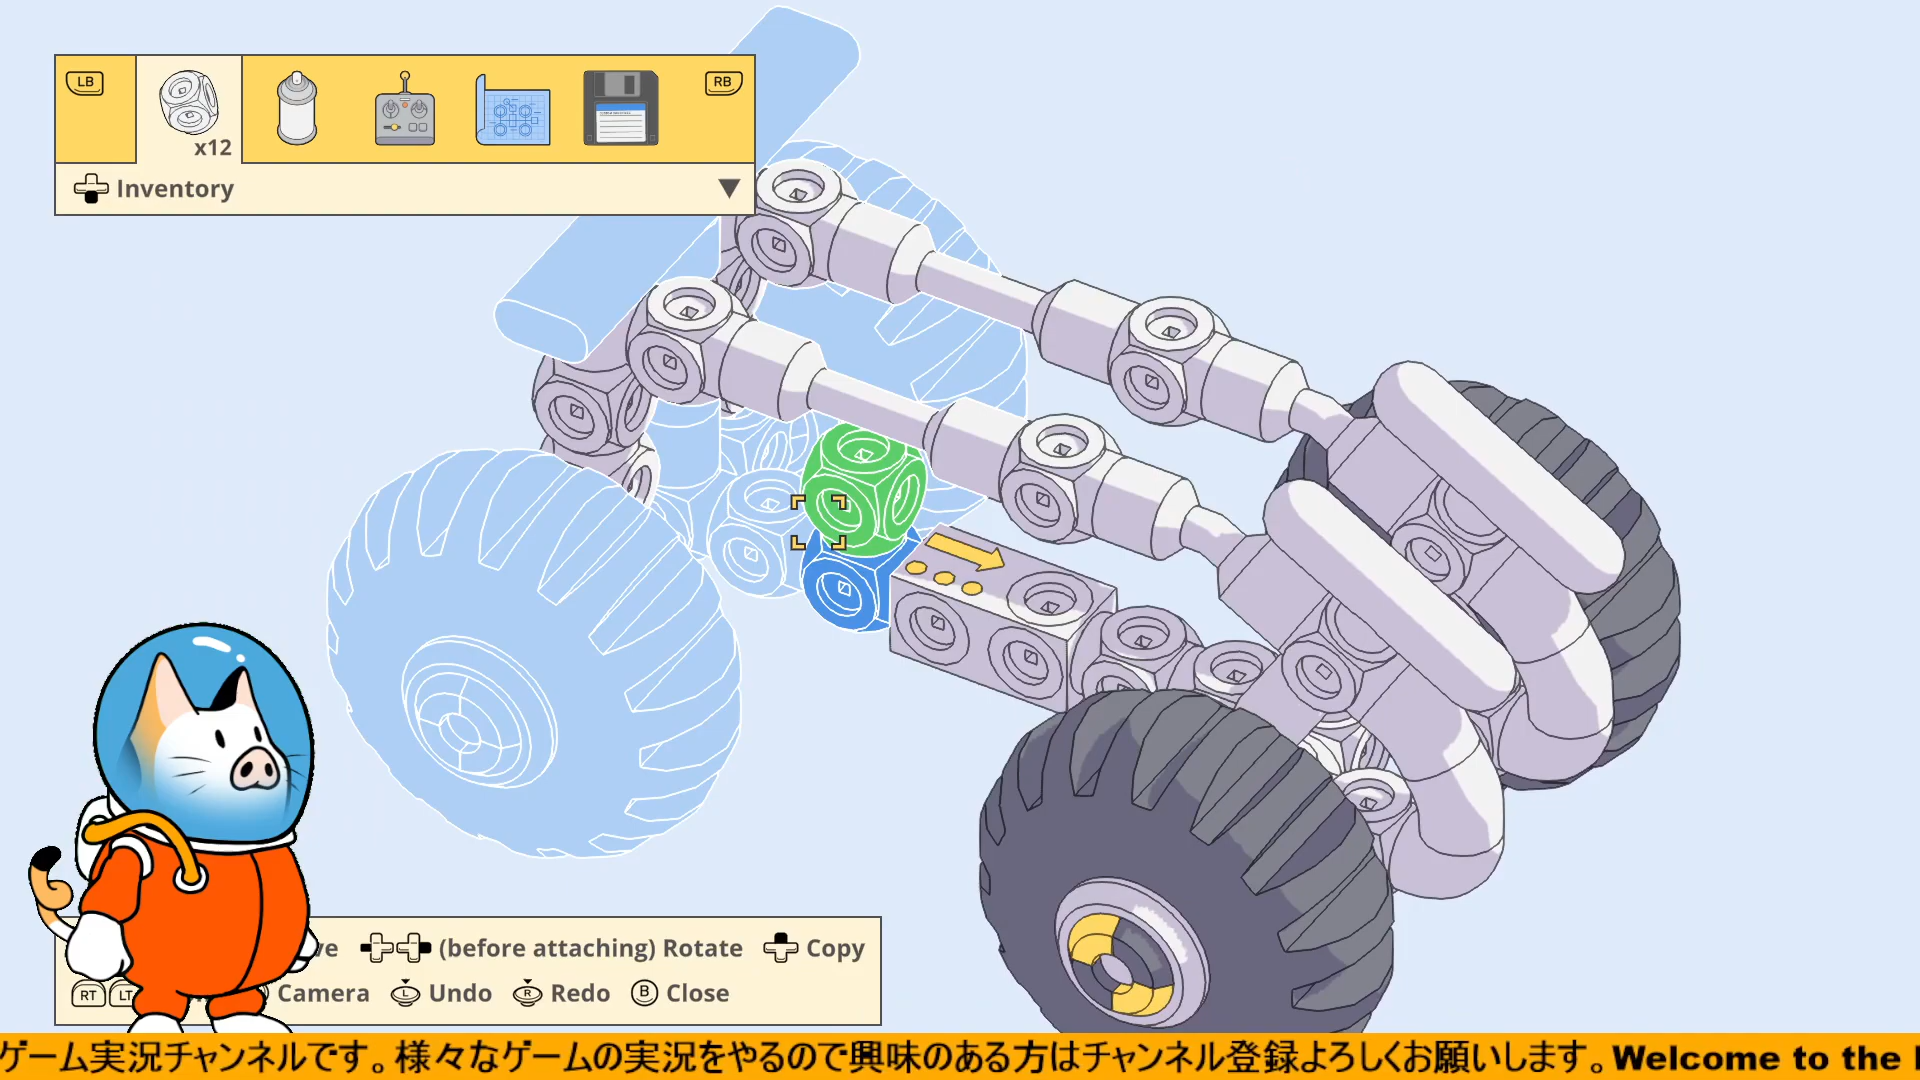 LB
RB
x12
Inventory
ve (before attaching) Rotate Copy
RT LT Camera L Undo R Redo B Close
ゲーム実況チャンネルです。様々なゲームの実況をやるので興味のある方はチャンネル登録よろしくお願いします。Welcome to the